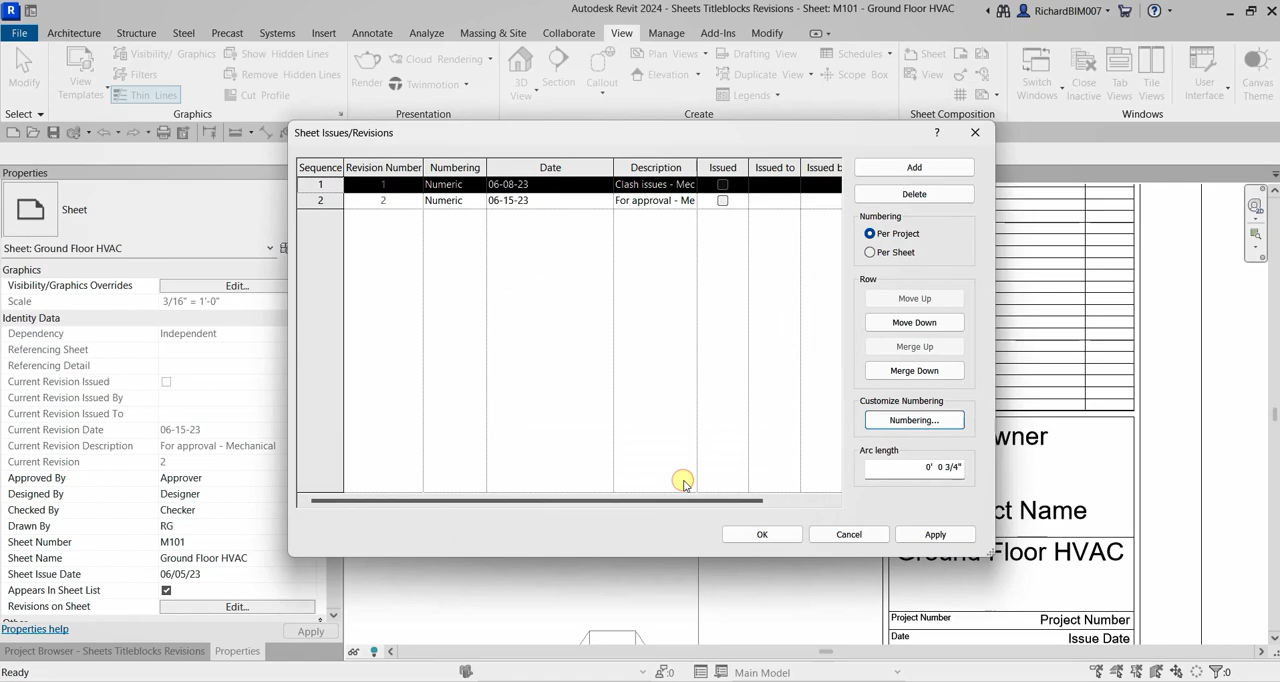 R Autodesk Revit 2024 - Sheets Titleblocks Revisions - Sheet: M101 - Ground Floor HVAC RichardBIM007
File Architecture Structure Steel Precast Systems Insert Annotate Analyze Massing & Site Collaborate View Manage Add-Ins Modify
Modify
Select
View Templates
Visibility/ Graphics
Filters
Thin Lines
Show Hidden Lines
Remove Hidden Lines
Cut Profile
Graphics
Render
Cloud Rendering
Twinmotion
Presentation
3D View
Section
Callout
Plan Views
Elevation
Drafting View
Duplicate View
Legends
Schedules
Scope Box
Create
Sheet
View
Sheet Composition
Switch Windows
Close Inactive
Tab Views
Tile Views
Windows
User Interface
Canvas Theme
Properties
Sheet
Sheet: Ground Floor HVAC
Graphics
Visibility/Graphics Overrides Edit...
Scale 3/16" = 1'-0"
Identity Data
Dependency Independent
Referencing Sheet
Referencing Detail
Current Revision Issued
Current Revision Issued By
Current Revision Issued To
Current Revision Date 06-15-23
Current Revision Description For approval - Mechanical
Current Revision 2
Approved By Approver
Designed By Designer
Checked By Checker
Drawn By RG
Sheet Number M101
Sheet Name Ground Floor HVAC
Sheet Issue Date 06/05/23
Appears In Sheet List
Revisions on Sheet Edit...
Other
Properties help Apply
Project Browser - Sheets Titleblocks Revisions Properties
Sheet Issues/Revisions ?
Sequence Revision Number Numbering Date Description Issued Issued to Issued b
1 1 Numeric 06-08-23 Clash issues - Mec
2 2 Numeric 06-15-23 For approval - Me
Add
Delete
Numbering
Per Project
Per Sheet
Row
Move Up
Move Down
Merge Up
Merge Down
Customize Numbering
Numbering...
Arc length
0' 0 3/4"
OK Cancel Apply
wner
ct Name
Ground Floor HVAC
Project Number Project Number
Date Issue Date
Ready :0 Main Model :0